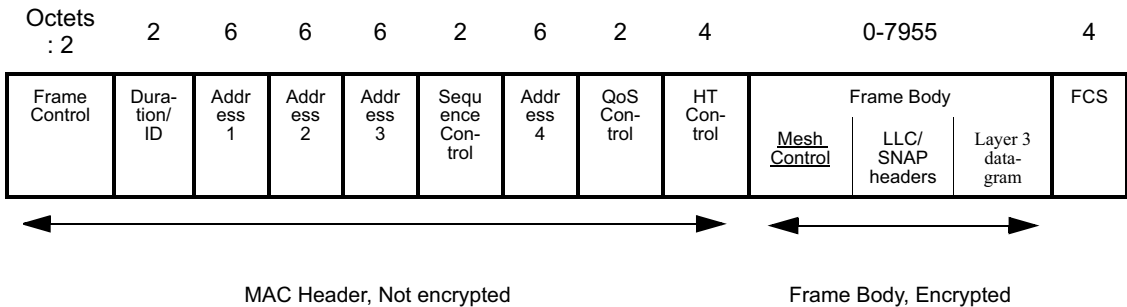 Octets
: 2
2
6
6
6
2
6
2
4
0-7955
4
Frame
Control
Dura-
tion/
ID
Addr
ess
1
Addr
ess
2
Addr
ess
3
Sequ
ence
Con-
trol
Addr
ess
4
QoS
Con-
trol
HT
Con-
trol
Frame Body
Mesh
Control
LLC/
SNAP
headers
Layer 3
data-
gram
FCS
MAC Header, Not encrypted
Frame Body, Encrypted